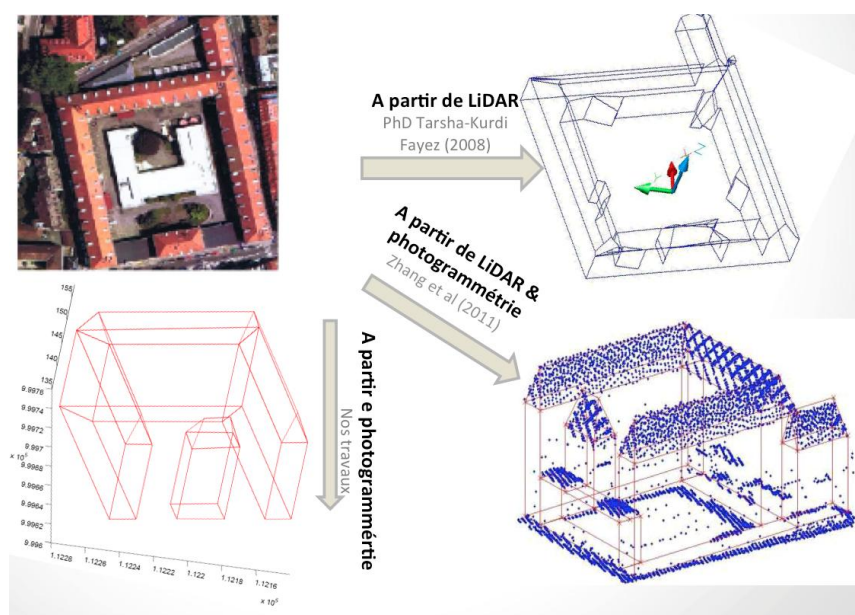 A partir de LiDAR
PhD Tarsha-Kurdi
Fayez (2008)
A partir de LiDAR &
photogrammétrie
Zhang et al (2011)
A partir e photogrammértie
Nos travaux
155
150
145
140
135
9.9976
9.9974
9.9972
9.997
9.9968
9.9966
9.9964
9.9962
9.996
x 10⁵
1.1228
1.1226
1.1224
1.1222
1.122
1.1218
1.1216
x 10⁵
Y
X
Z